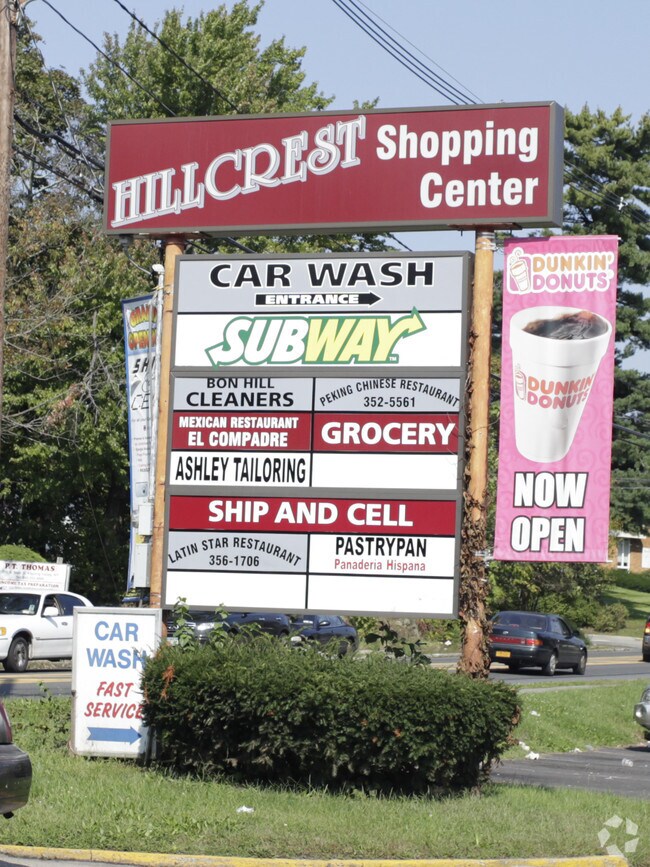 HILLCREST Shopping Center
CAR WASH
ENTRANCE
SUBWAY
BON HILL
CLEANERS
PEKING CHINESE RESTAURANT
352-5561
MEXICAN RESTAURANT
EL COMPADRE
GROCERY
ASHLEY TAILORING
SHIP AND CELL
LATIN STAR RESTAURANT
356-1706
PASTRYPAN
Panaderia Hispana
DUNKIN'
DONUTS
DUNKIN'
DONUTS
NOW
OPEN
P.T. THOMAS
CAR
WASH
FAST
SERVICE